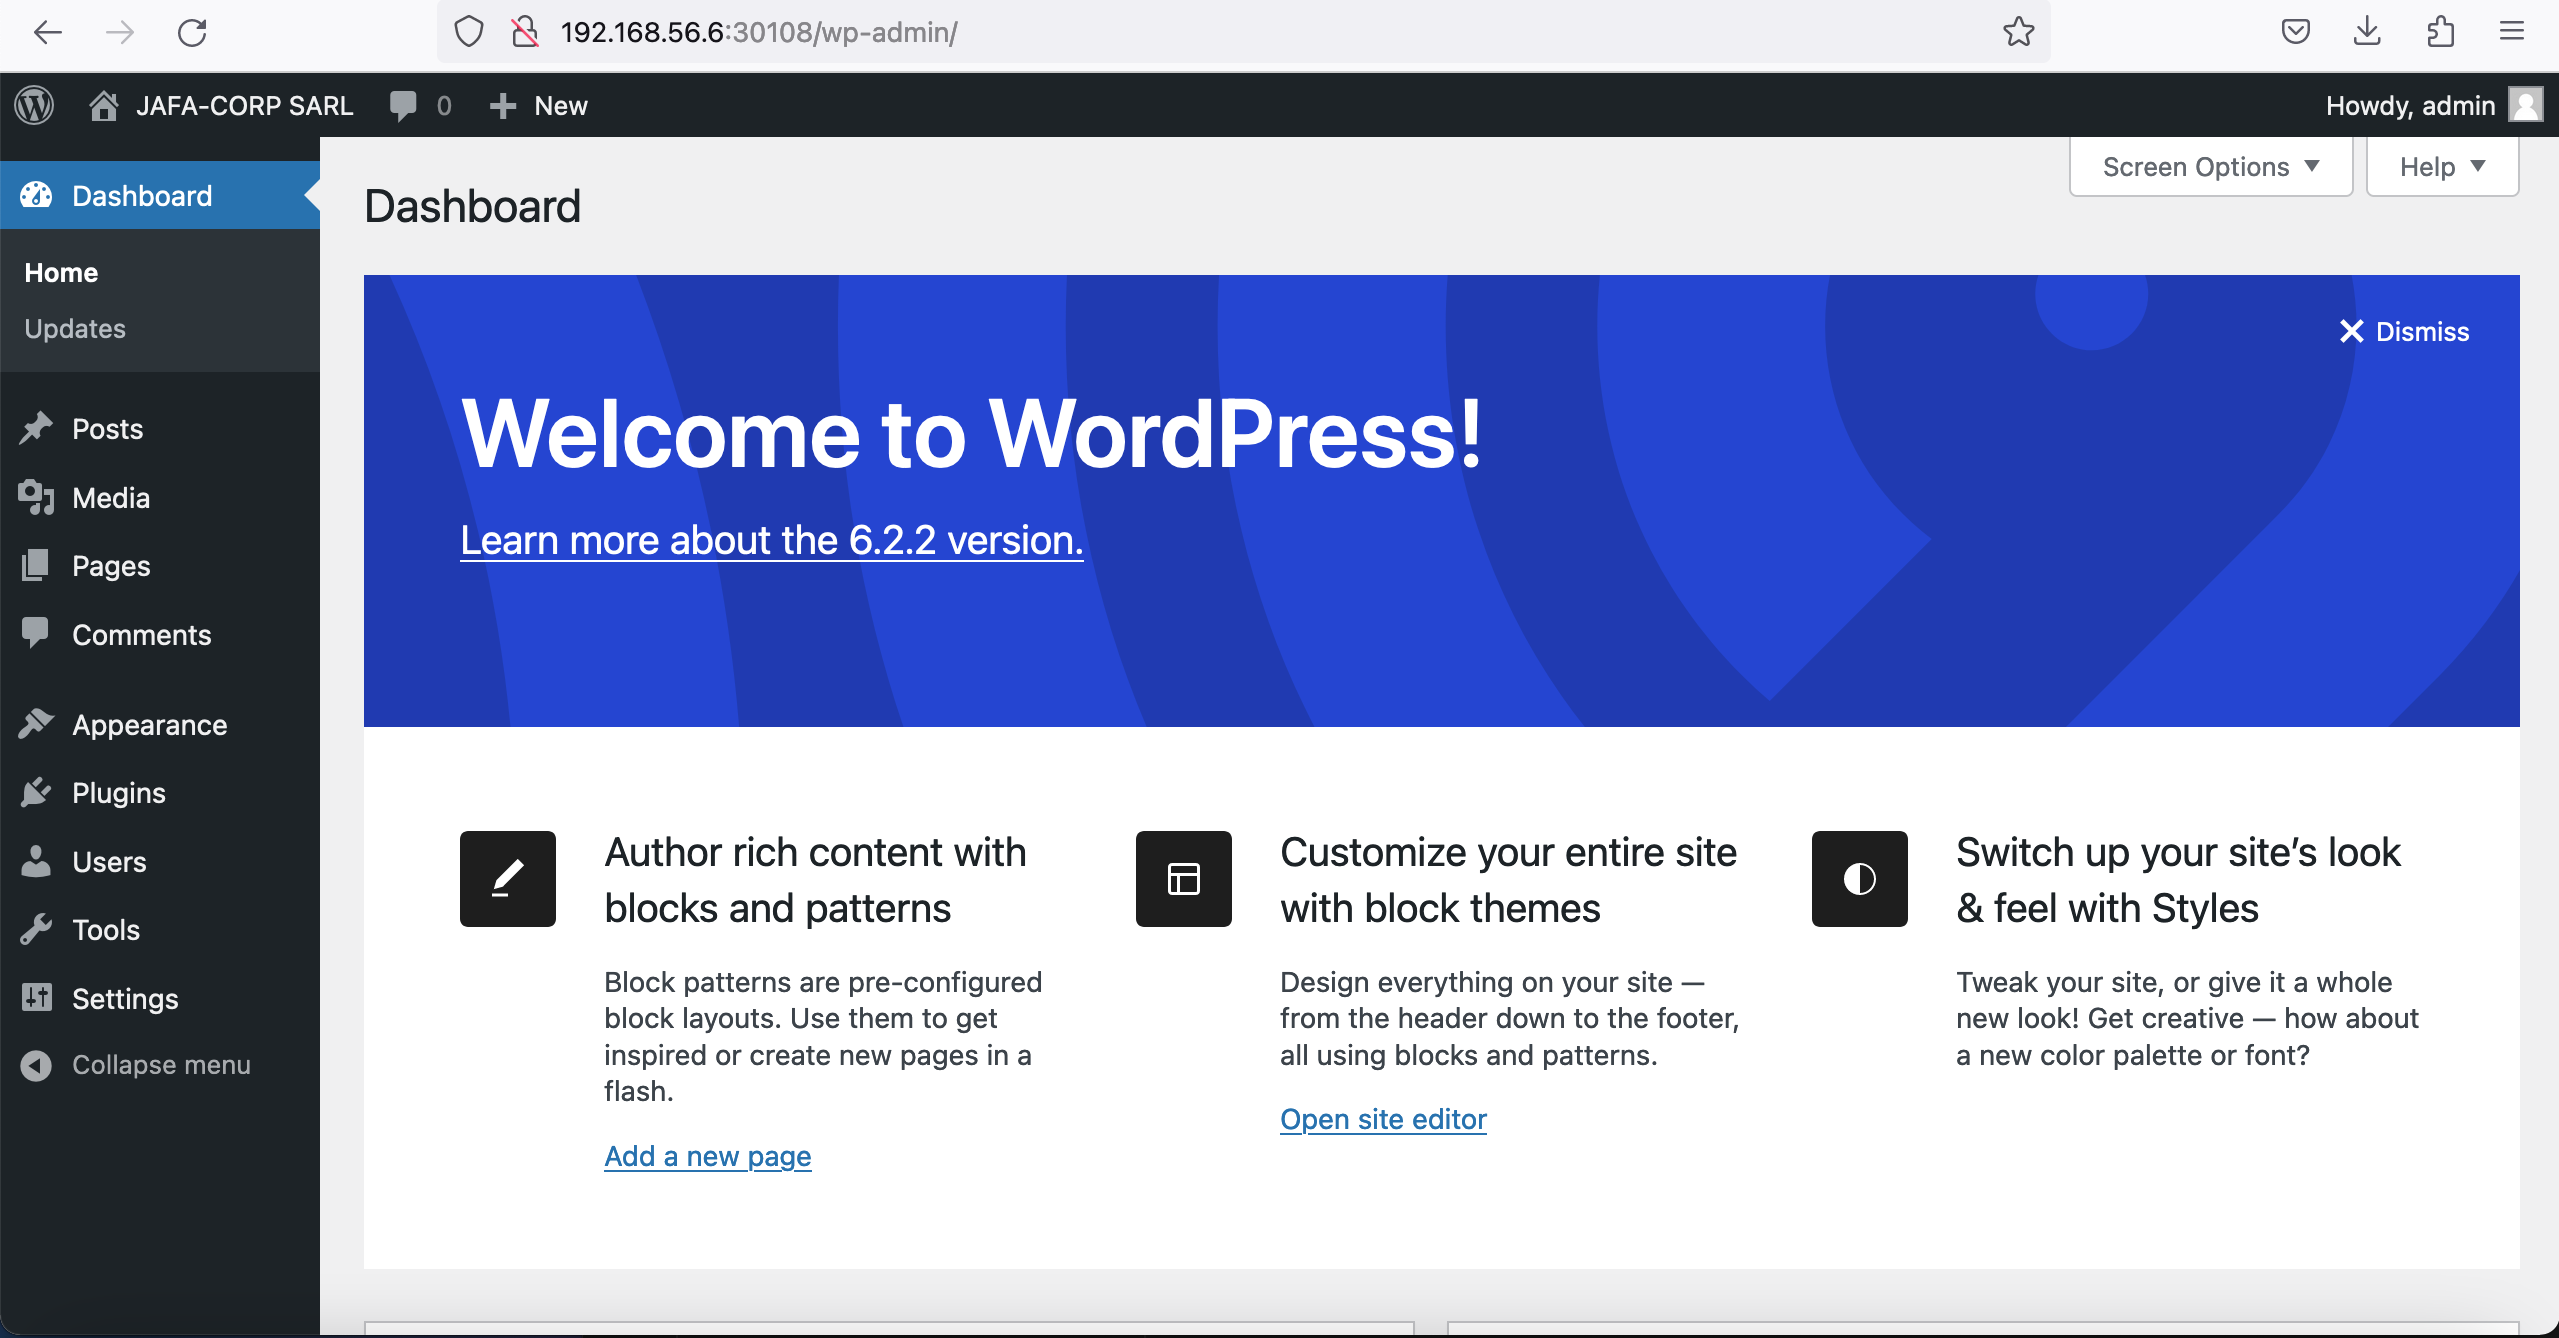 192.168.56.6:30108/wp-admin/
JAFA-CORP SARL 0 New Howdy, admin
Screen Options Help
Dashboard
Home
Updates
Posts
Media
Pages
Comments
Appearance
Plugins
Users
Tools
Settings
Collapse menu
Dashboard
Dismiss
Welcome to WordPress!
Learn more about the 6.2.2 version.
Author rich content with
blocks and patterns
Block patterns are pre-configured
block layouts. Use them to get
inspired or create new pages in a
flash.
Add a new page
Customize your entire site
with block themes
Design everything on your site —
from the header down to the footer,
all using blocks and patterns.
Open site editor
Switch up your site’s look
& feel with Styles
Tweak your site, or give it a whole
new look! Get creative — how about
a new color palette or font?